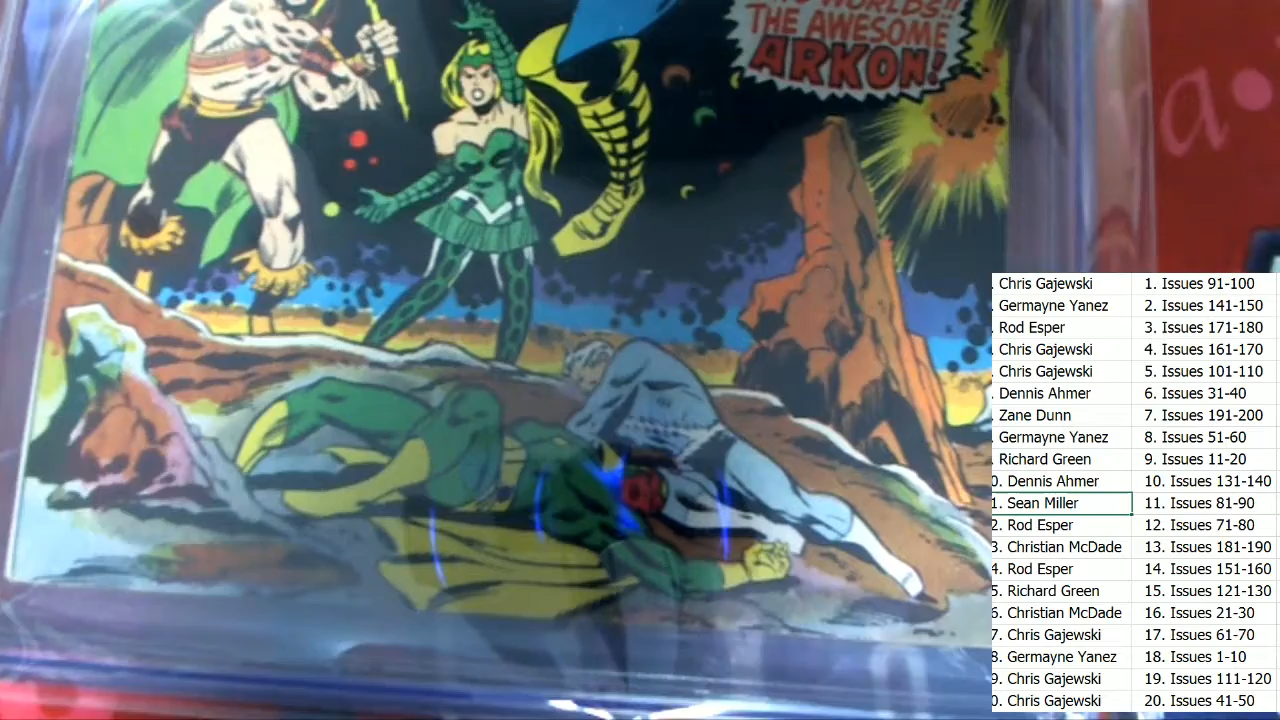 WORLDS!!
THE AWESOME
ARKON!
a
. Chris Gajewski 1. Issues 91-100
Germayne Yanez 2. Issues 141-150
Rod Esper 3. Issues 171-180
. Chris Gajewski 4. Issues 161-170
Chris Gajewski 5. Issues 101-110
. Dennis Ahmer 6. Issues 31-40
. Zane Dunn 7. Issues 191-200
Germayne Yanez 8. Issues 51-60
. Richard Green 9. Issues 11-20
0. Dennis Ahmer 10. Issues 131-140
1. Sean Miller 11. Issues 81-90
2. Rod Esper 12. Issues 71-80
3. Christian McDade 13. Issues 181-190
4. Rod Esper 14. Issues 151-160
5. Richard Green 15. Issues 121-130
6. Christian McDade 16. Issues 21-30
7. Chris Gajewski 17. Issues 61-70
8. Germayne Yanez 18. Issues 1-10
9. Chris Gajewski 19. Issues 111-120
0. Chris Gajewski 20. Issues 41-50